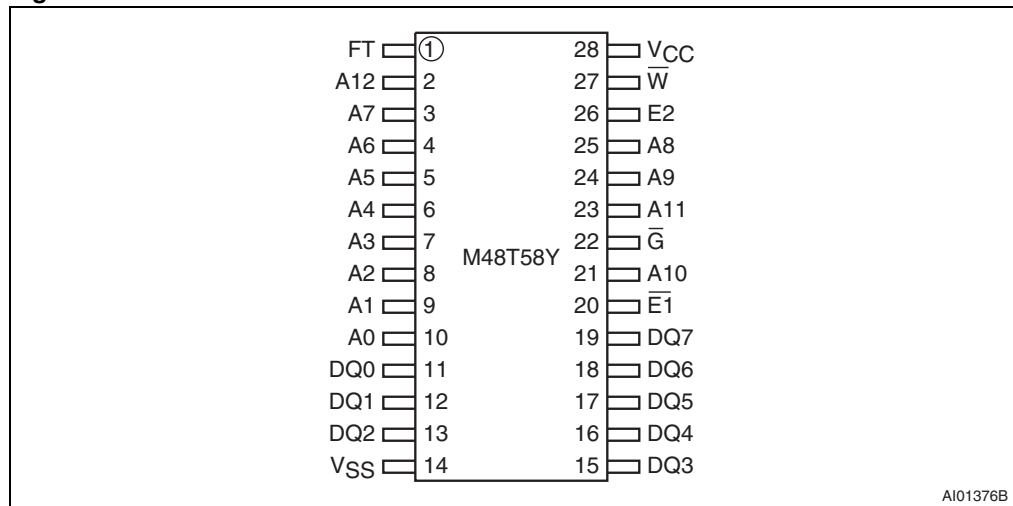 FT 1 28 VCC
A12 2 27 W̅
A7 3 26 E2
A6 4 25 A8
A5 5 24 A9
A4 6 23 A11
A3 7 22 G̅
M48T58Y
A2 8 21 A10
A1 9 20 E̅1̅
A0 10 19 DQ7
DQ0 11 18 DQ6
DQ1 12 17 DQ5
DQ2 13 16 DQ4
VSS 14 15 DQ3
AI01376B